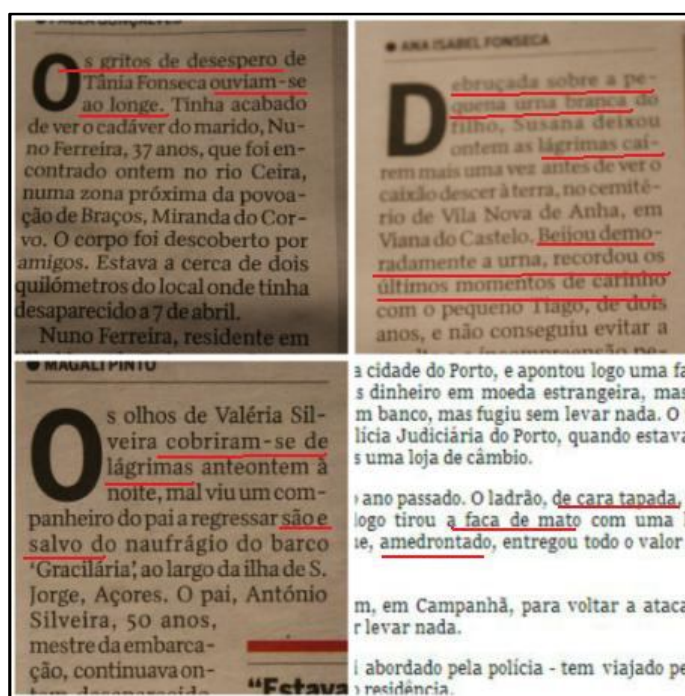 PAULA GONÇALVES
Os gritos de desespero de
Tânia Fonseca ouviam-se
ao longe. Tinha acabado
de ver o cadáver do marido, Nu-
no Ferreira, 37 anos, que foi en-
contrado ontem no rio Ceira,
numa zona próxima da povoa-
ção de Braços, Miranda do Cor-
vo. O corpo foi descoberto por
amigos. Estava a cerca de dois
quilómetros do local onde tinha
desaparecido a 7 de abril.
Nuno Ferreira, residente em
● ANA ISABEL FONSECA
Debruçada sobre a pe-
quena urna branca do
filho, Susana deixou
ontem as lágrimas caí-
rem mais uma vez antes de ver o
caixão descer à terra, no cemité-
rio de Vila Nova de Anha, em
Viana do Castelo. Beijou demo-
radamente a urna, recordou os
últimos momentos de carinho
com o pequeno Tiago, de dois
anos, e não conseguiu evitar a
● MAGALI PINTO
Os olhos de Valéria Sil-
veira cobriram-se de
lágrimas anteontem à
noite, mal viu um com-
panheiro do pai a regressar são e
salvo do naufrágio do barco
'Gracilária', ao largo da ilha de S.
Jorge, Açores. O pai, António
Silveira, 50 anos,
mestre da embarca-
ção, continuava on-
tem desaparecido
"Estava
a cidade do Porto, e apontou logo uma fa
s dinheiro em moeda estrangeira, mas
m banco, mas fugiu sem levar nada. O
lícia Judiciária do Porto, quando estava
s uma loja de câmbio.
ano passado. O ladrão, de cara tapada,
logo tirou a faca de mato com uma
e, amedrontado, entregou todo o valor
m, em Campanhã, para voltar a ataca
r levar nada.
i abordado pela polícia - tem viajado pe
residência.